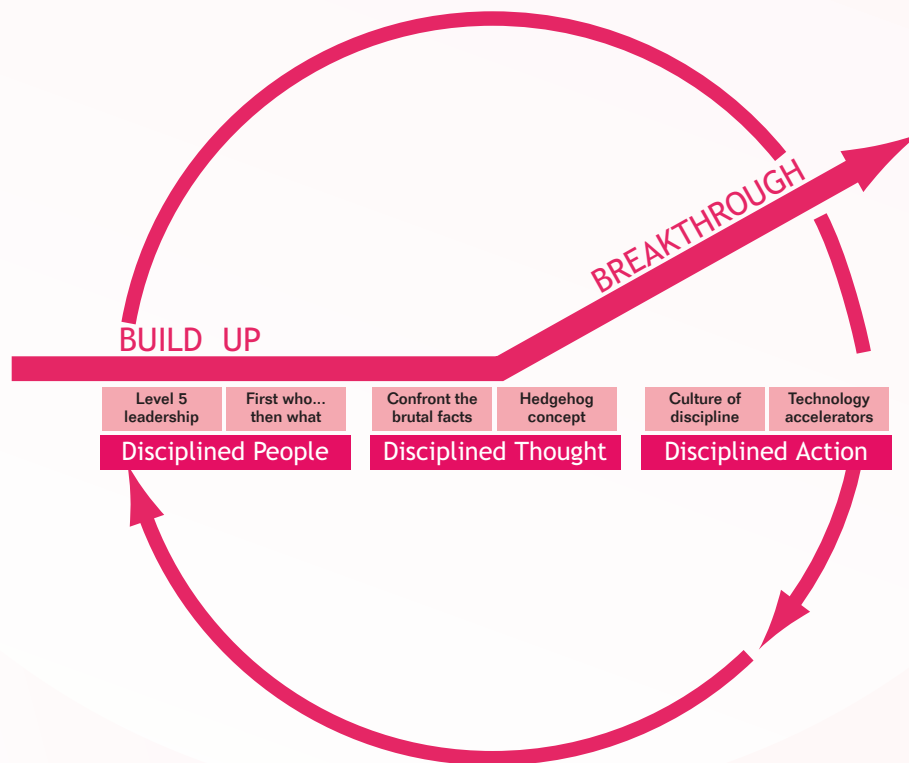 BREAKTHROUGH
BUILD UP
Level 5
leadership
First who...
then what
Confront the
brutal facts
Hedgehog
concept
Culture of
discipline
Technology
accelerators
Disciplined People
Disciplined Thought
Disciplined Action